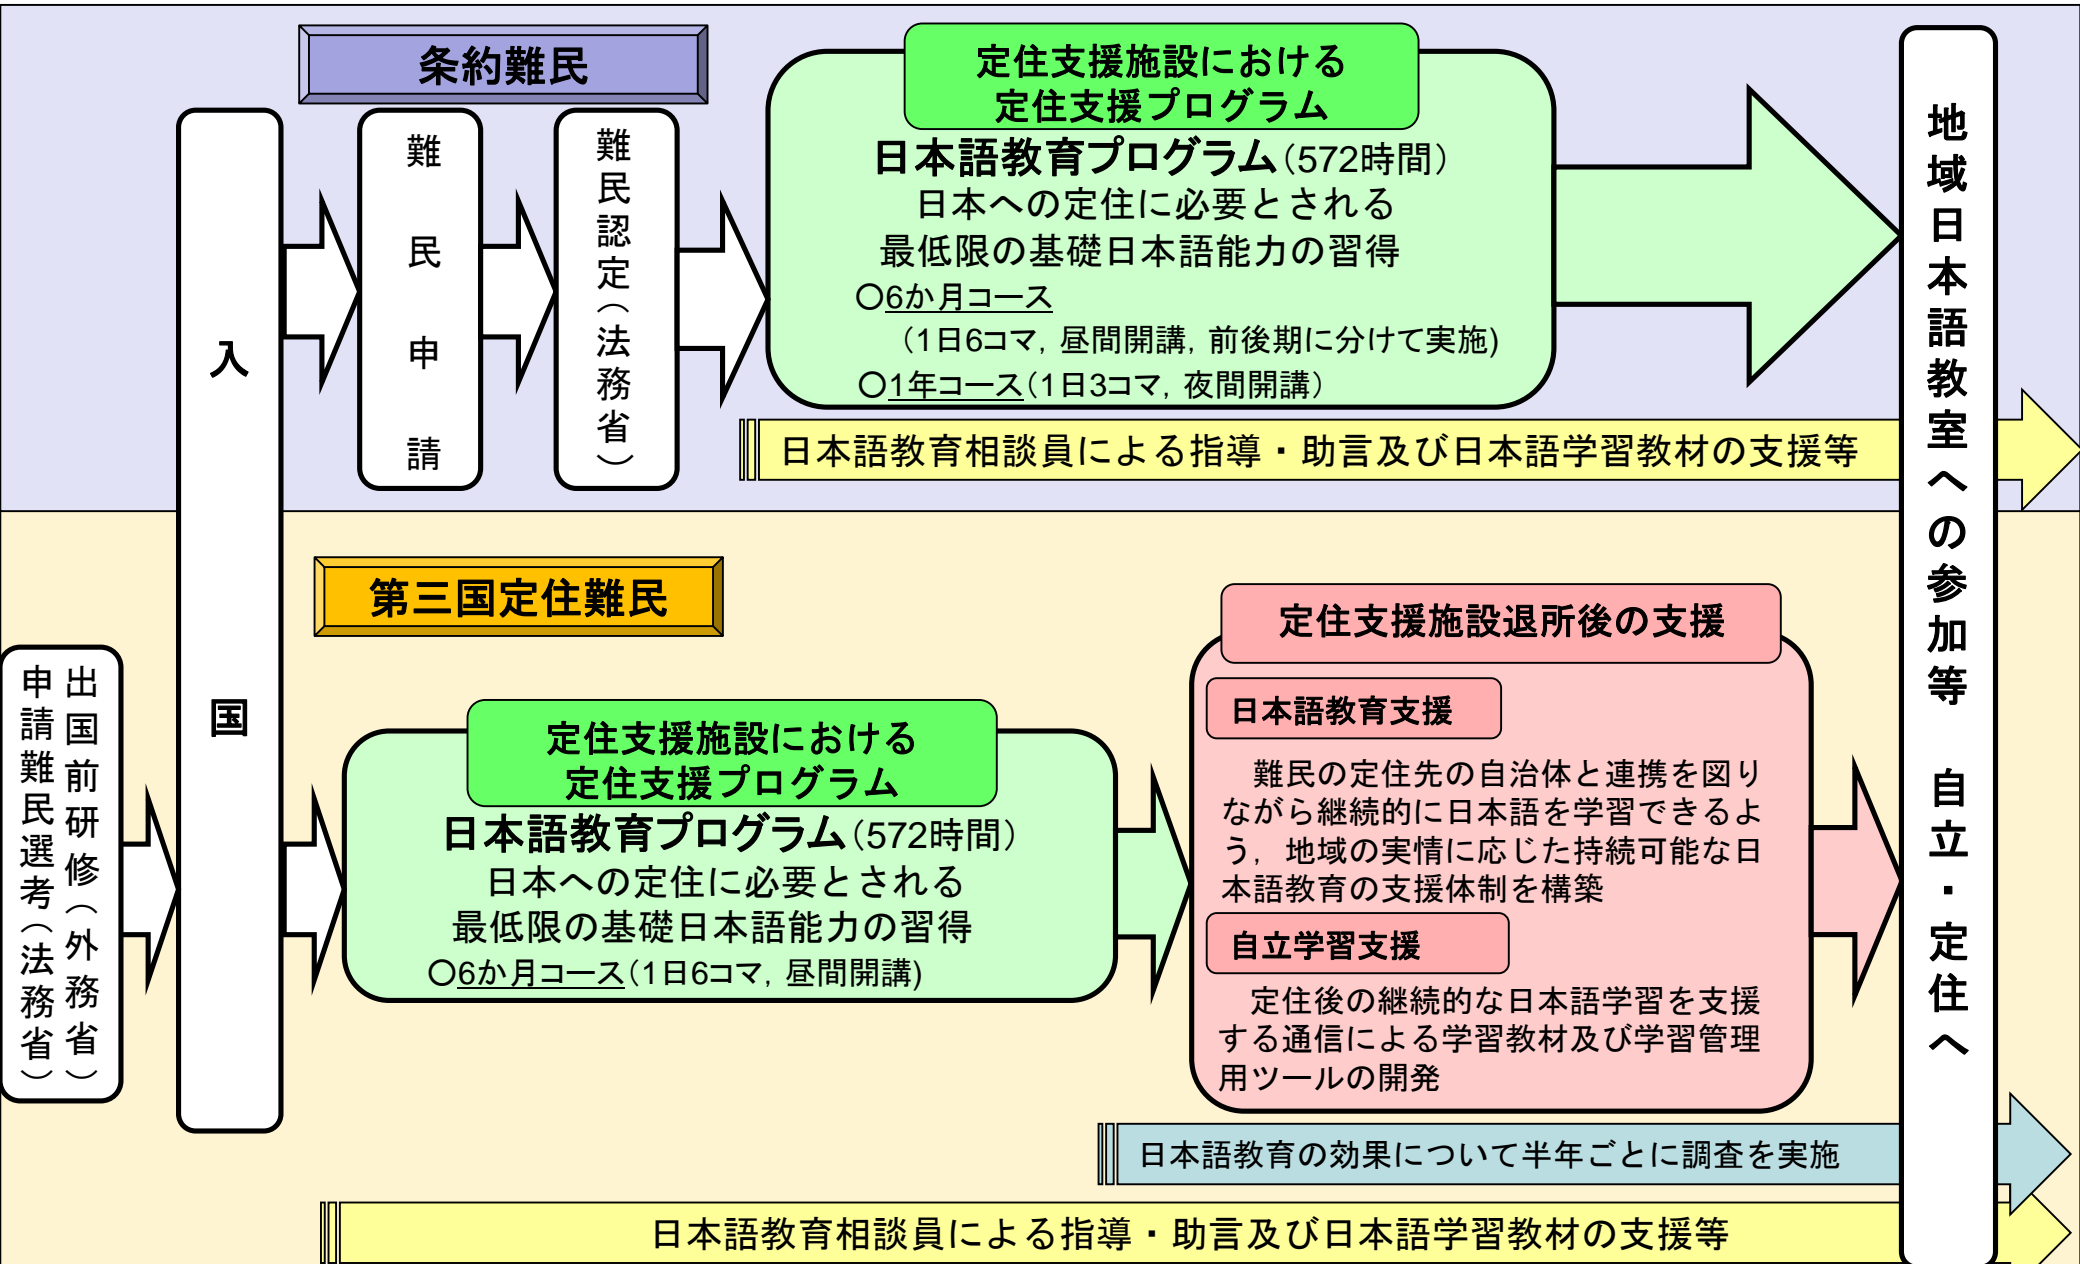 条約難民
入国
難民申請
難民認定（法務省）
定住支援施設における
定住支援プログラム
日本語教育プログラム（572時間）
日本への定住に必要とされる
最低限の基礎日本語能力の習得
○6か月コース
（1日6コマ，昼間開講，前後期に分けて実施)
○1年コース（1日3コマ，夜間開講）
日本語教育相談員による指導・助言及び日本語学習教材の支援等
地域日本語教室への参加等　自立・定住へ
第三国定住難民
出国前研修（外務省）
申請難民選考（法務省）
定住支援施設における
定住支援プログラム
日本語教育プログラム（572時間）
日本への定住に必要とされる
最低限の基礎日本語能力の習得
○6か月コース（1日6コマ，昼間開講)
定住支援施設退所後の支援
日本語教育支援
難民の定住先の自治体と連携を図り
ながら継続的に日本語を学習できるよ
う，地域の実情に応じた持続可能な日
本語教育の支援体制を構築
自立学習支援
定住後の継続的な日本語学習を支援
する通信による学習教材及び学習管理
用ツールの開発
日本語教育の効果について半年ごとに調査を実施
日本語教育相談員による指導・助言及び日本語学習教材の支援等